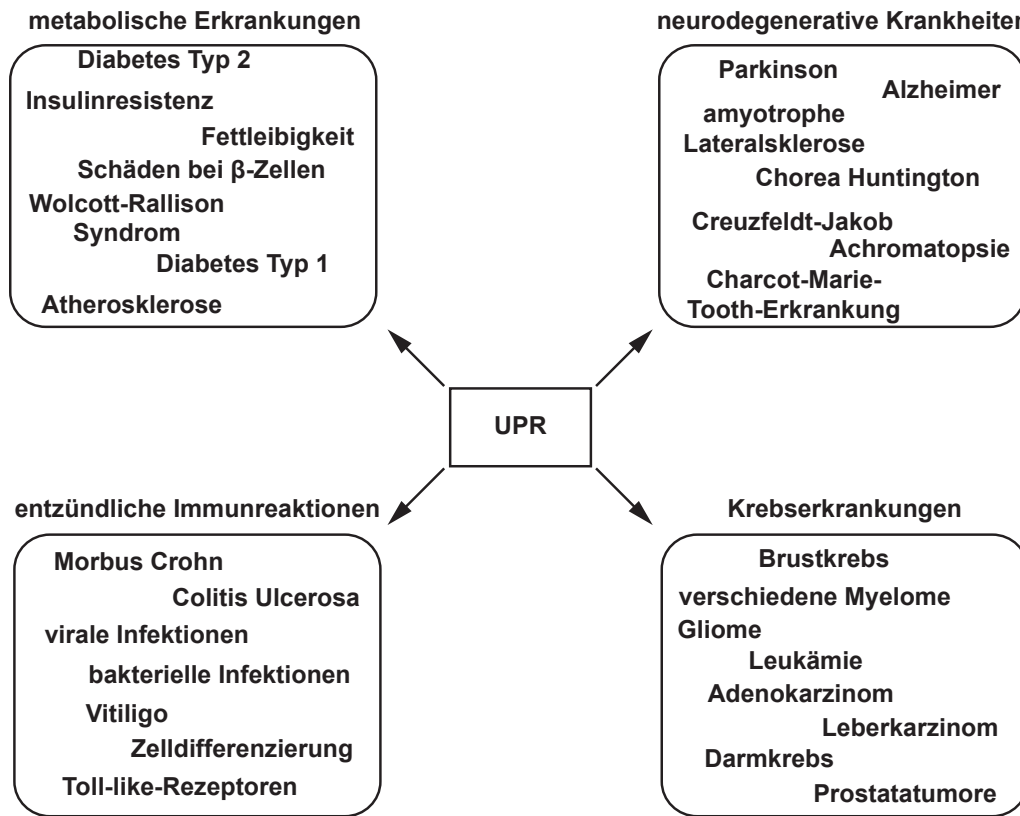 metabolische Erkrankungen
Diabetes Typ 2
Insulinresistenz
Fettleibigkeit
Schäden bei β-Zellen
Wolcott-Rallison
Syndrom
Diabetes Typ 1
Atherosklerose
neurodegenerative Krankheiten
Parkinson
Alzheimer
amyotrophe
Lateralsklerose
Chorea Huntington
Creuzfeldt-Jakob
Achromatopsie
Charcot-Marie-
Tooth-Erkrankung
UPR
entzündliche Immunreaktionen
Morbus Crohn
Colitis Ulcerosa
virale Infektionen
bakterielle Infektionen
Vitiligo
Zelldifferenzierung
Toll-like-Rezeptoren
Krebserkrankungen
Brustkrebs
verschiedene Myelome
Gliome
Leukämie
Adenokarzinom
Leberkarzinom
Darmkrebs
Prostatatumore